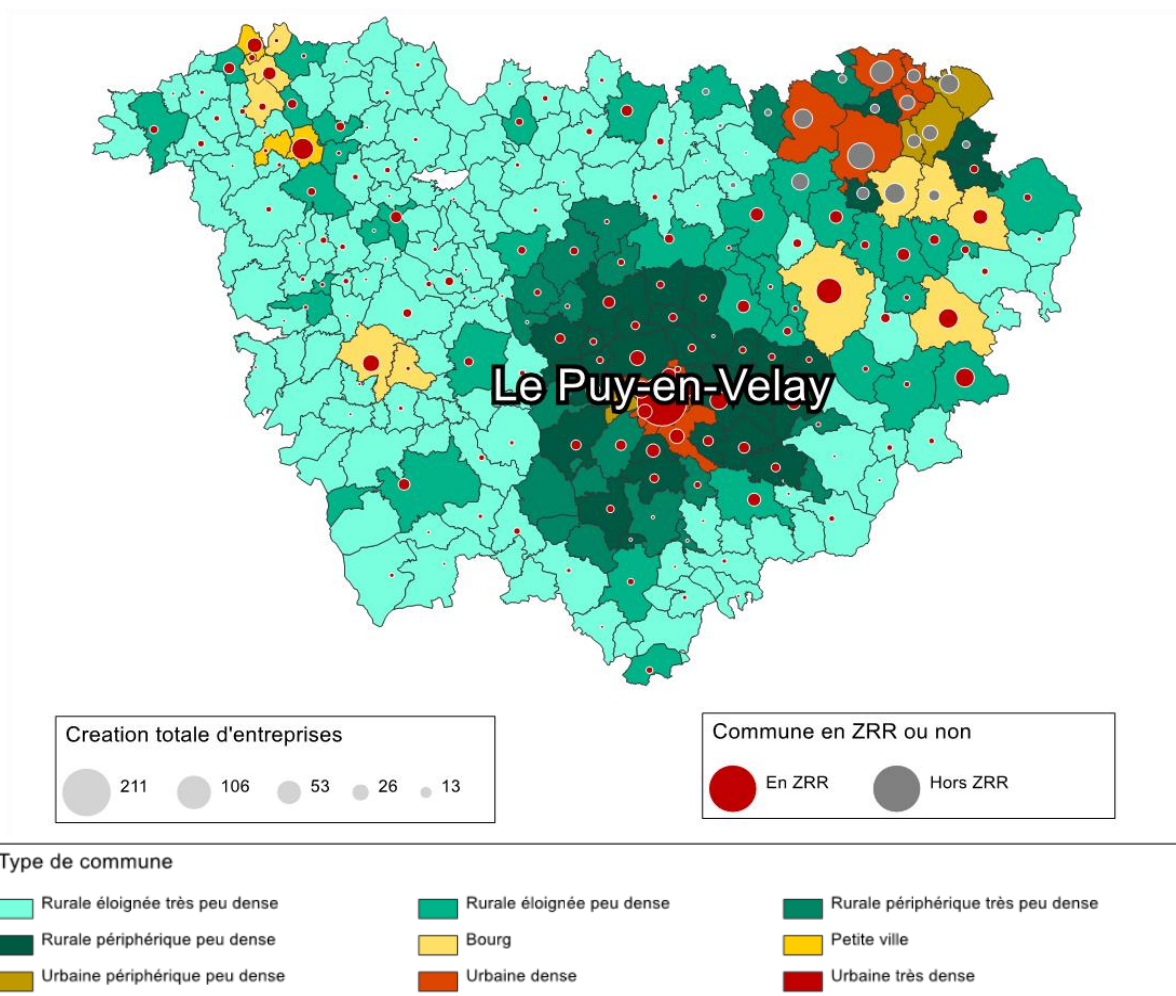 Le Puy-en-Velay
Creation totale d'entreprises
211 106 53 26 13
Commune en ZRR ou non
En ZRR Hors ZRR
Type de commune
Rurale éloignée très peu dense Rurale éloignée peu dense Rurale périphérique très peu dense
Rurale périphérique peu dense Bourg Petite ville
Urbaine périphérique peu dense Urbaine dense Urbaine très dense